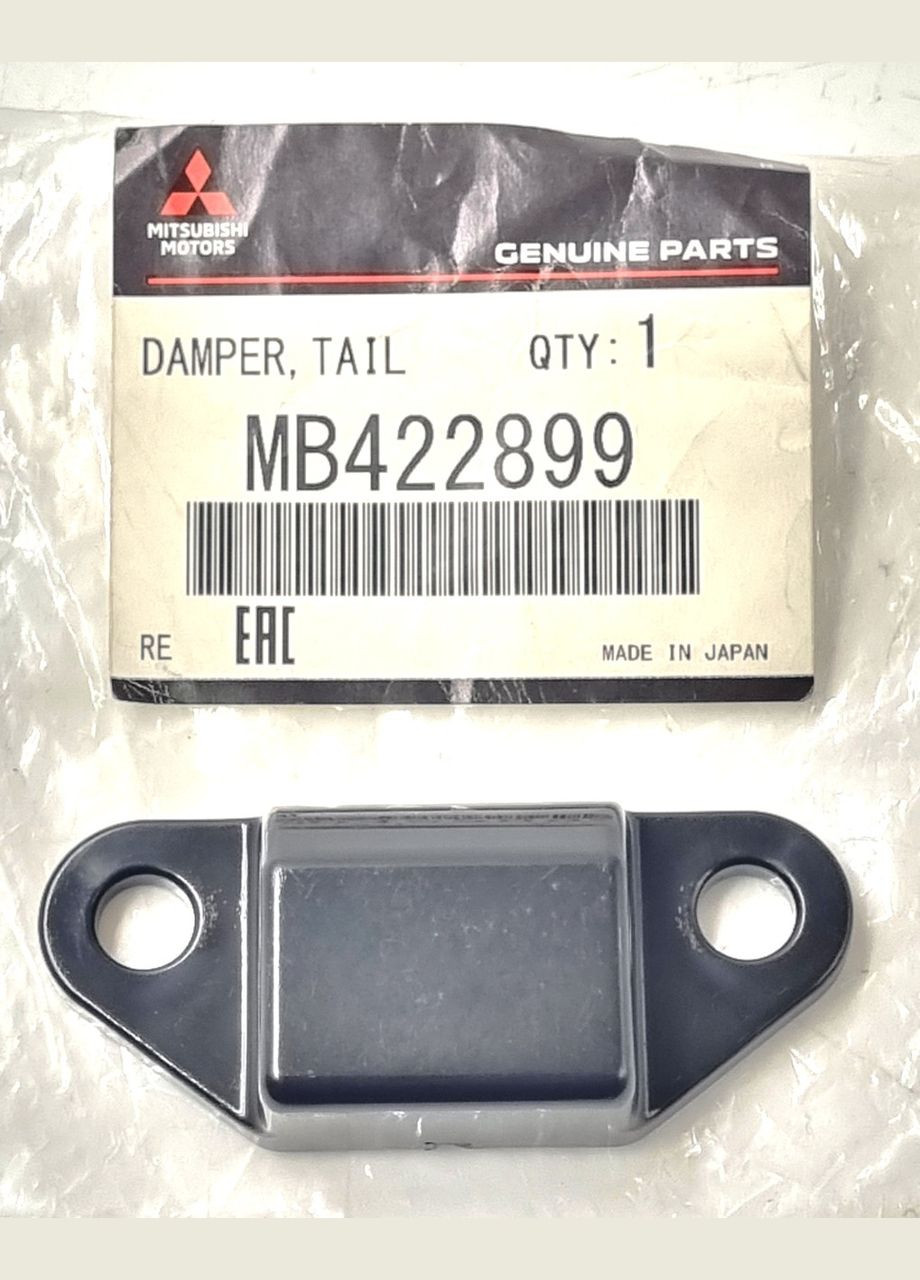 MITSUBISHI
MOTORS
GENUINE PARTS
DAMPER, TAIL QTY: 1
MB422899
RE EAC MADE IN JAPAN